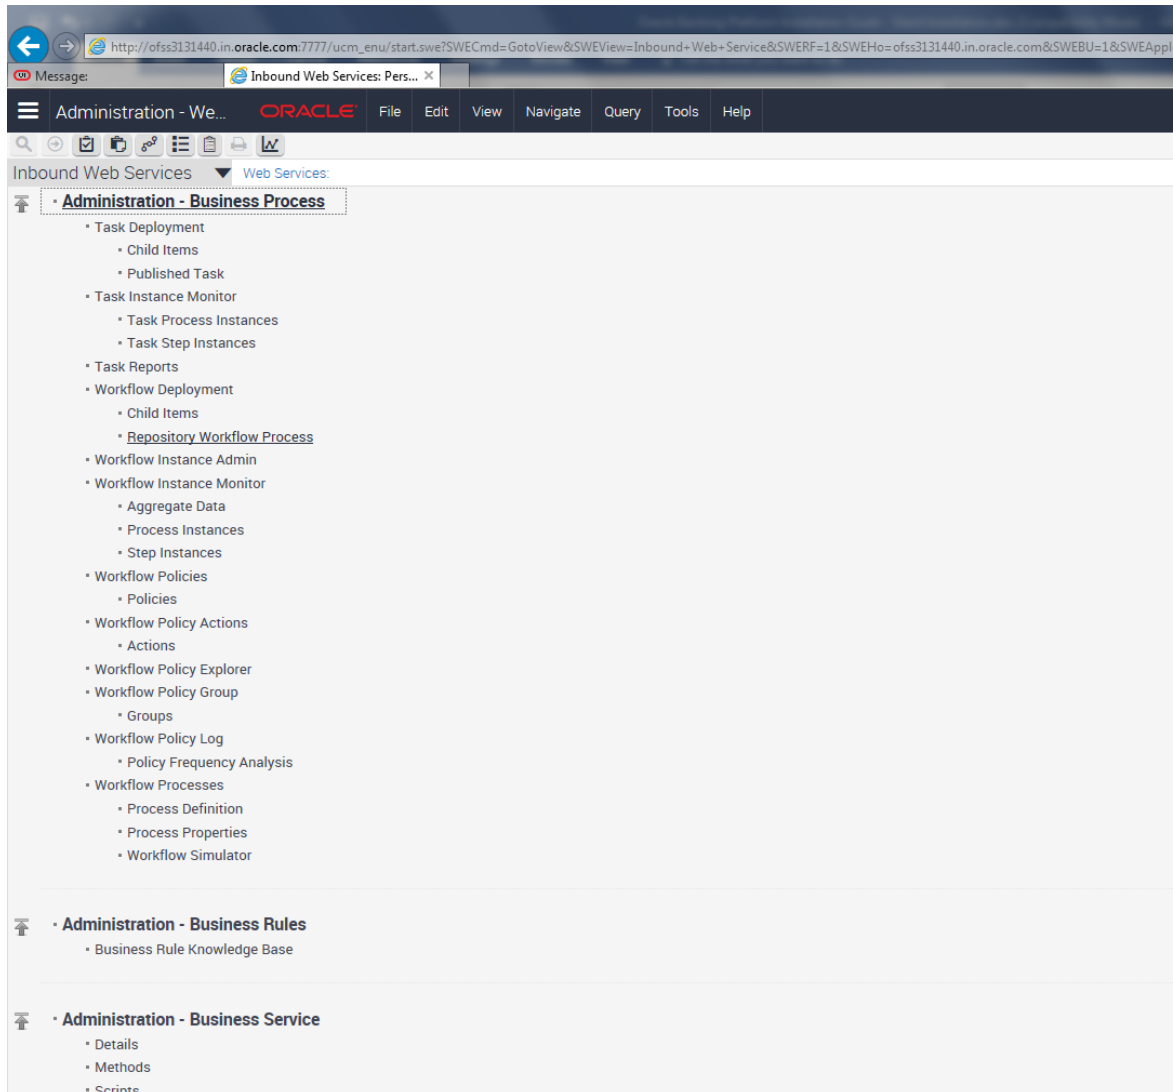 http://ofss3131440.in.oracle.com:7777/ucm_enu/start.swe?SWECmd=GotoView&SWEView=Inbound+Web+Service&SWERF=1&SWEHo=ofss3131440.in.oracle.com&SWEBU=1&SWEAppl
Message: Inbound Web Services: Pers...
Administration - We... ORACLE File Edit View Navigate Query Tools Help
Inbound Web Services Web Services:
Administration - Business Process
Task Deployment
Child Items
Published Task
Task Instance Monitor
Task Process Instances
Task Step Instances
Task Reports
Workflow Deployment
Child Items
Repository Workflow Process
Workflow Instance Admin
Workflow Instance Monitor
Aggregate Data
Process Instances
Step Instances
Workflow Policies
Policies
Workflow Policy Actions
Actions
Workflow Policy Explorer
Workflow Policy Group
Groups
Workflow Policy Log
Policy Frequency Analysis
Workflow Processes
Process Definition
Process Properties
Workflow Simulator
Administration - Business Rules
Business Rule Knowledge Base
Administration - Business Service
Details
Methods
Scripts